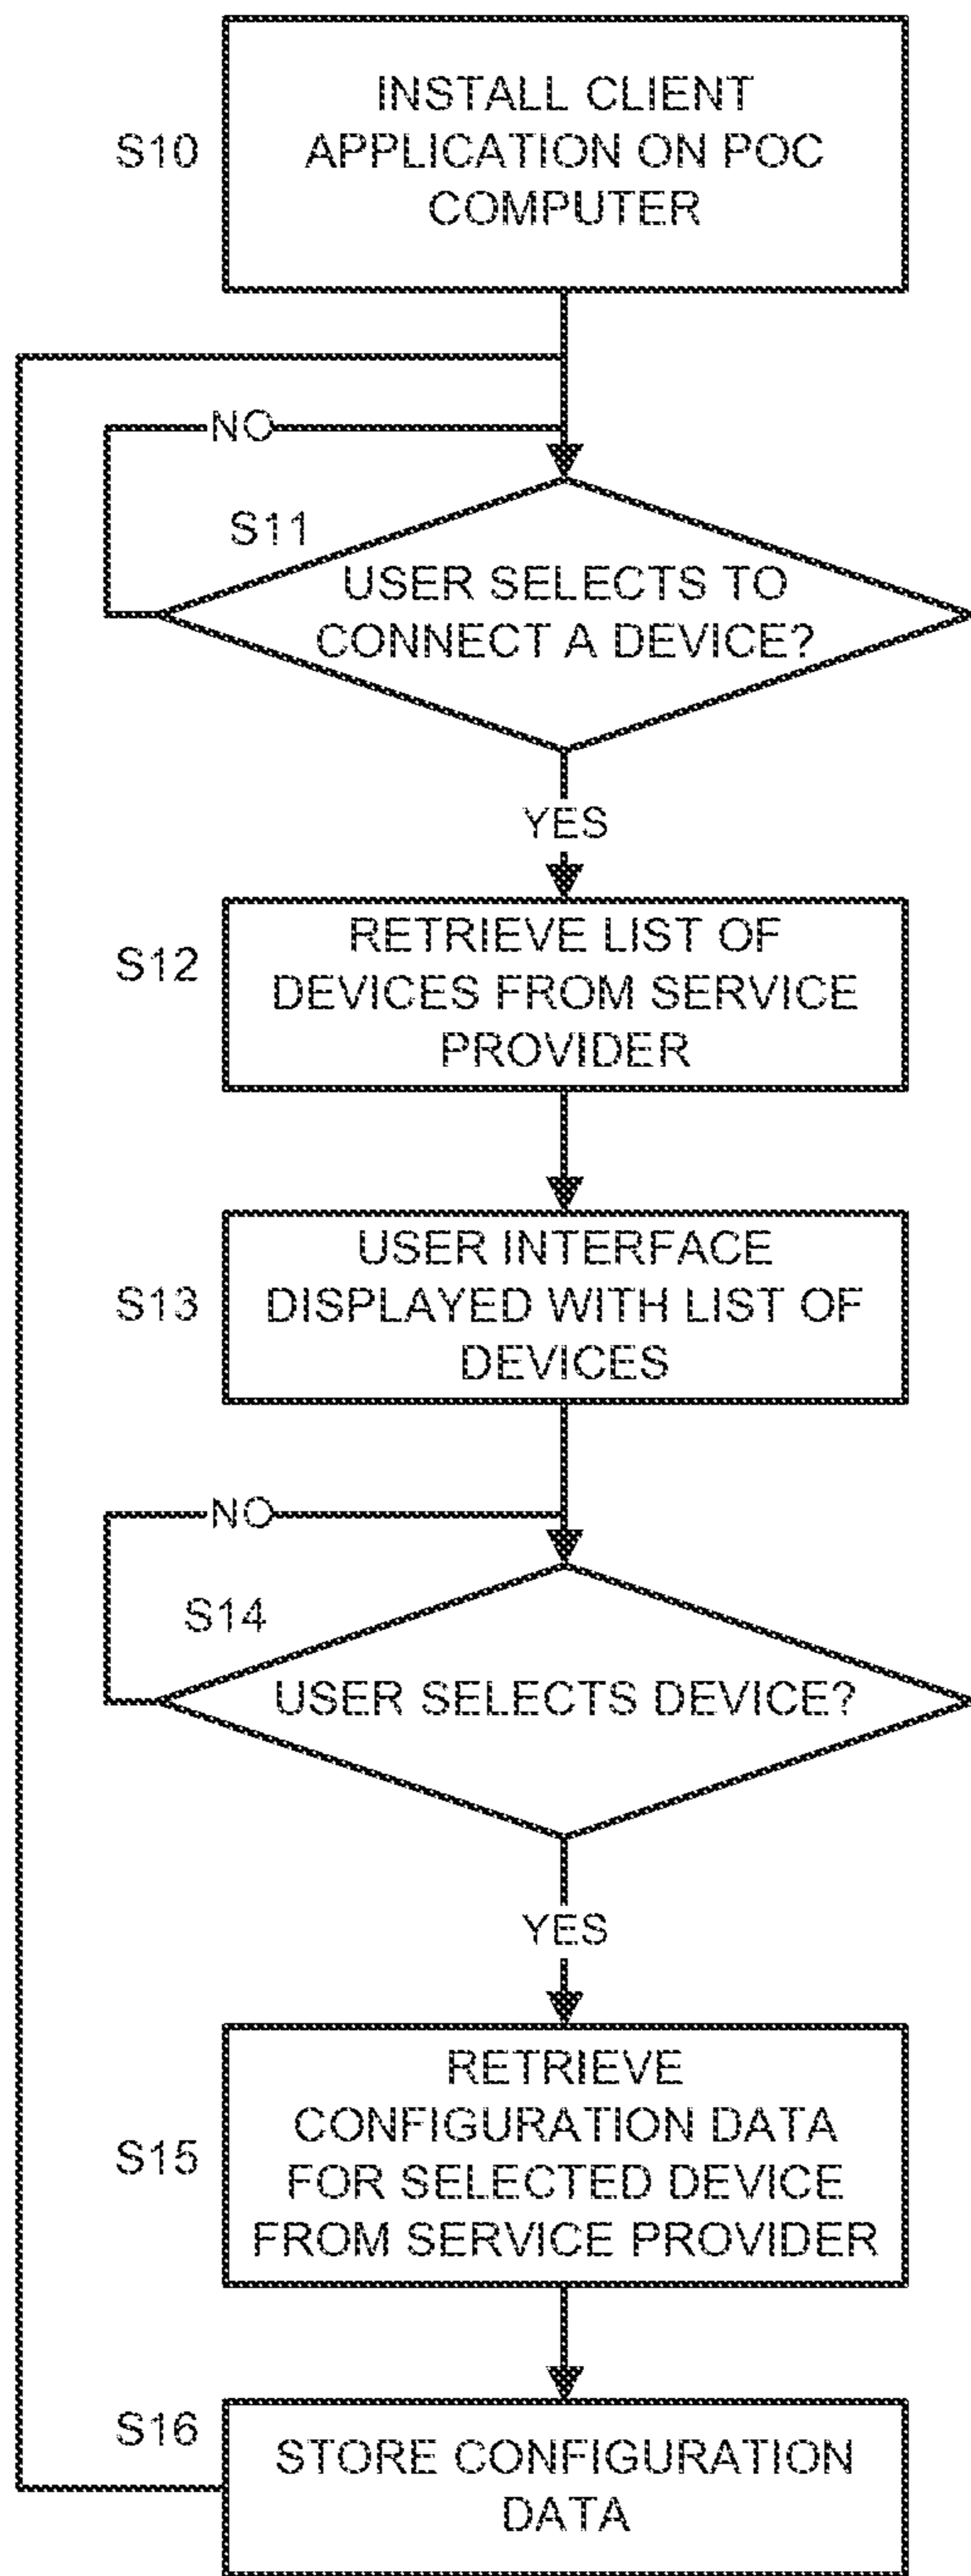 INSTALL CLIENT
S10
APPLICATION ON POC
COMPUTER
NO
S11
USER SELECTS TO
CONNECT A DEVICE?
YES
RETRIEVE LIST OF
S12
DEVICES FROM SERVICE
PROVIDER
USER INTERFACE
S13
DISPLAYED WITH LIST OF
DEVICES
NO
S14
USER SELECTS DEVICE?
YES
RETRIEVE
CONFIGURATION DATA
S15
FOR SELECTED DEVICE
FROM SERVICE PROVIDER
S16
STORE CONFIGURATION
DATA